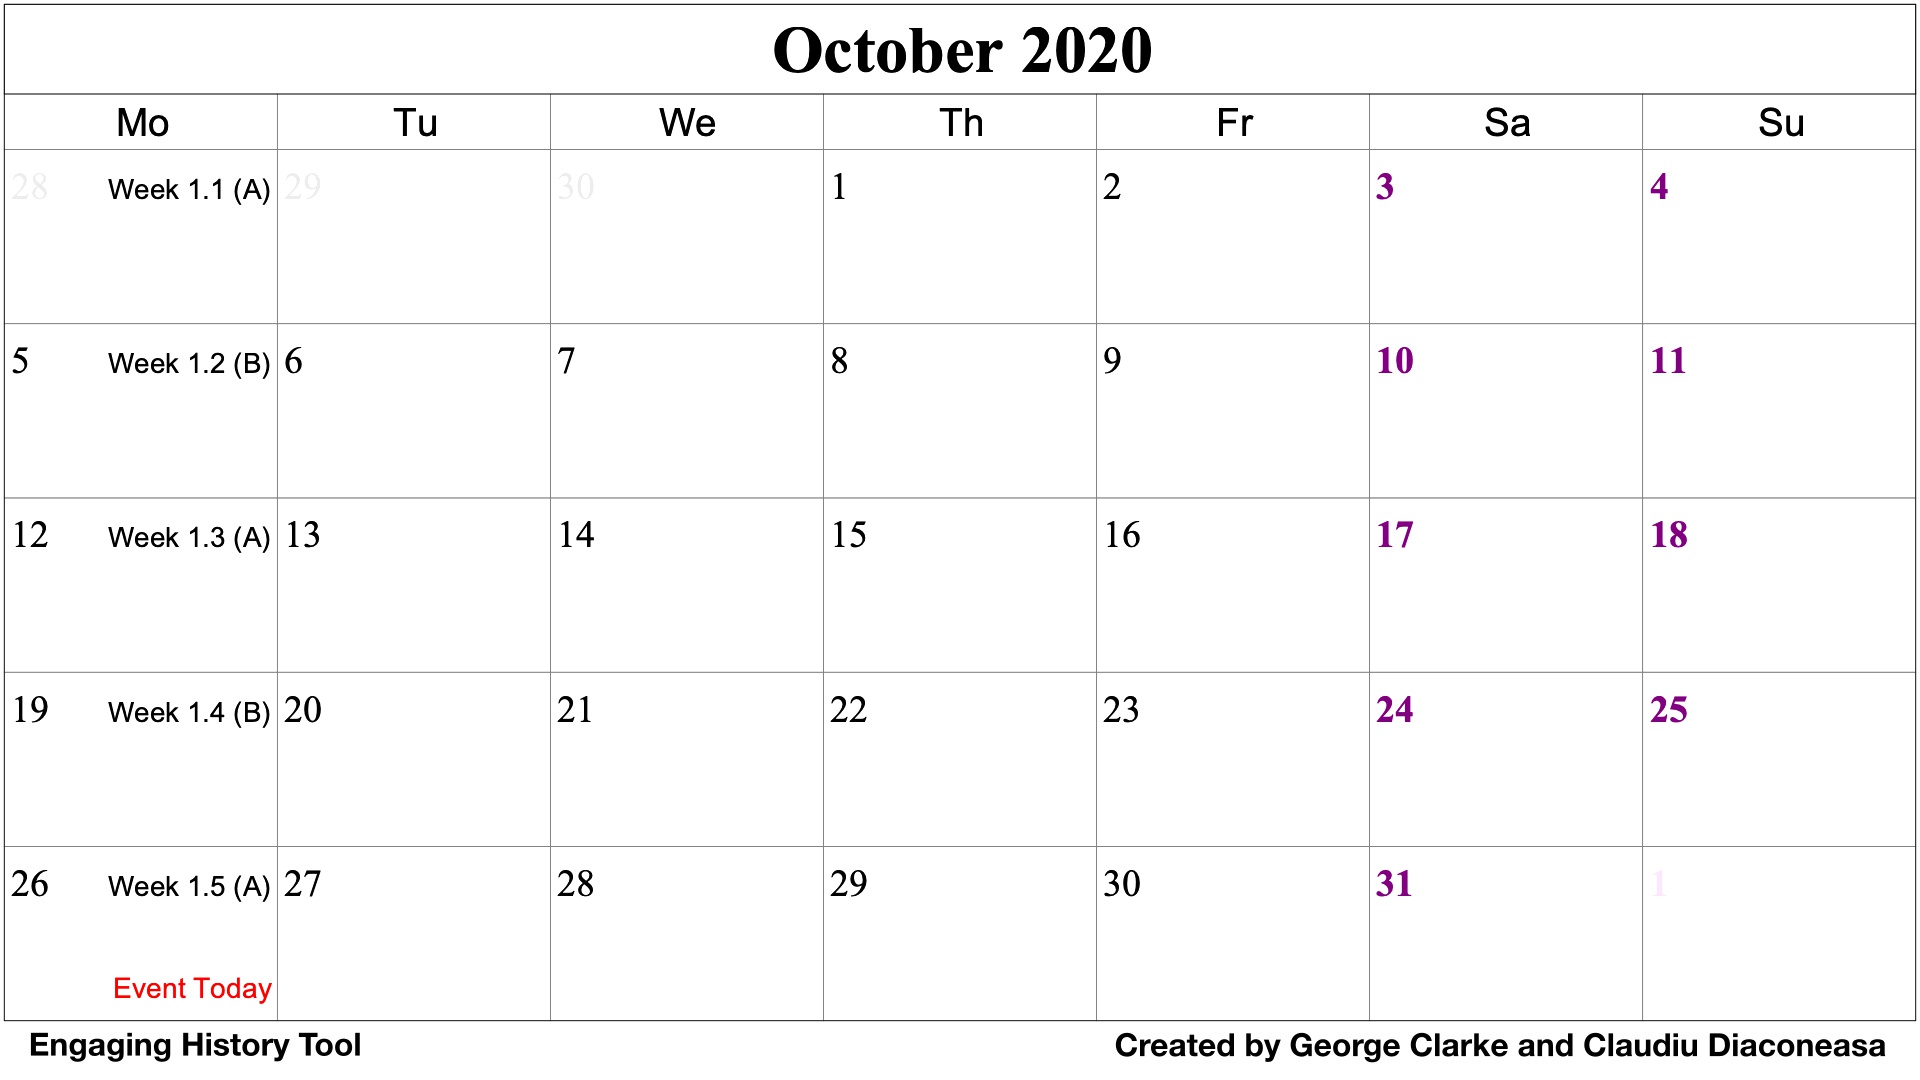 October 2020
Mo Tu We Th Fr Sa Su
28 Week 1.1 (A) 29 30 1 2 3 4
5 Week 1.2 (B) 6 7 8 9 10 11
12 Week 1.3 (A) 13 14 15 16 17 18
19 Week 1.4 (B) 20 21 22 23 24 25
26 Week 1.5 (A) 27 28 29 30 31 1
Event Today
Engaging History Tool Created by George Clarke and Claudiu Diaconeasa